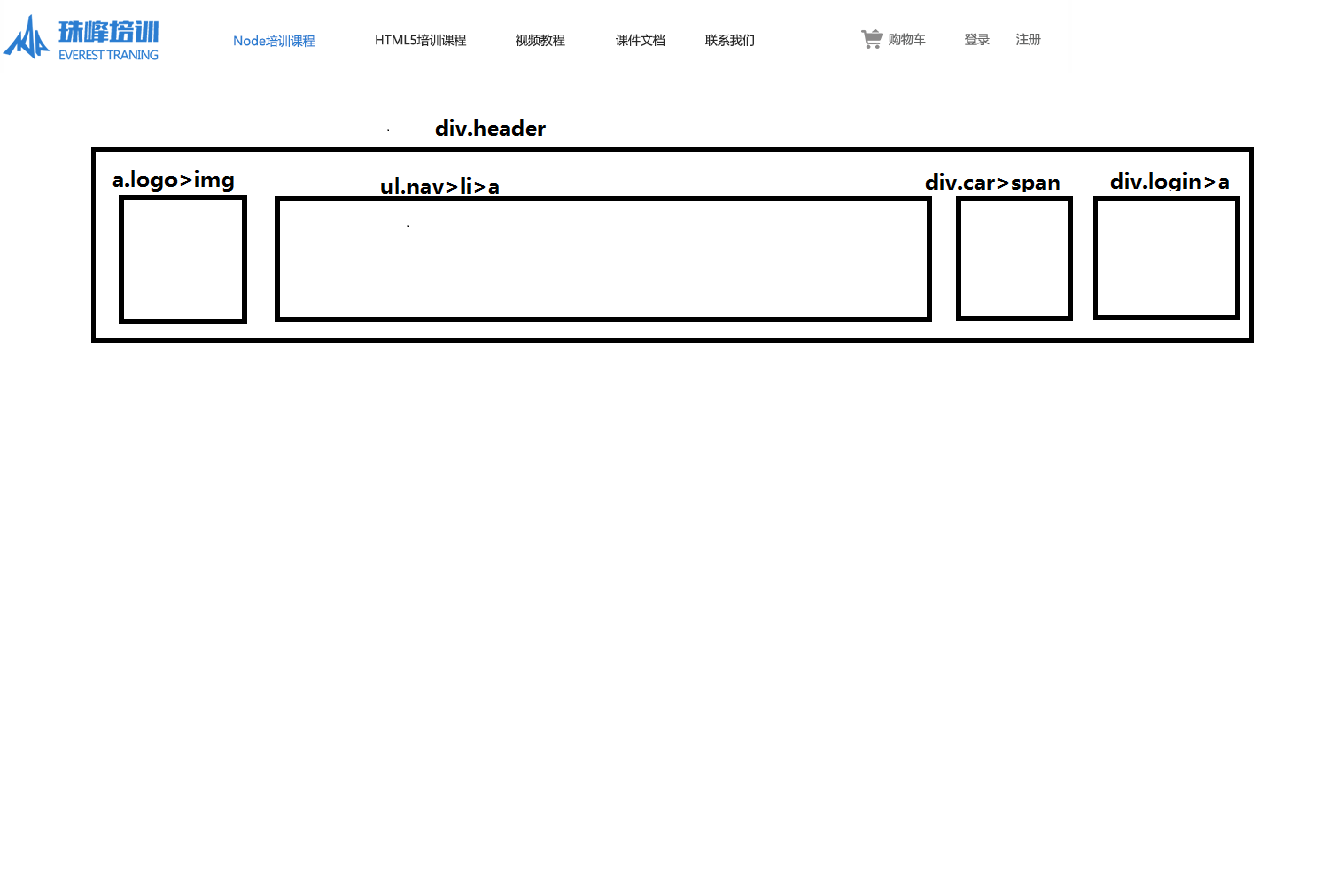 珠峰培训
EVEREST TRANING
Node培训课程 HTML5培训课程 视频教程 课件文档 联系我们 购物车 登录 注册
div.header
a.logo>img ul.nav>li>a div.car>span div.login>a